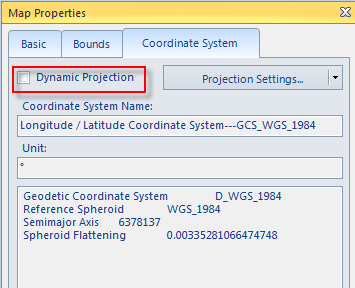 Map Properties
Basic
Bounds
Coordinate System
Dynamic Projection
Projection Settings...
Coordinate System Name:
Longitude / Latitude Coordinate System---GCS_WGS_1984
Unit:
°
Geodetic Coordinate System D_WGS_1984
Reference Spheroid WGS_1984
Semimajor Axis 6378137
Spheroid Flattening 0.00335281066474748